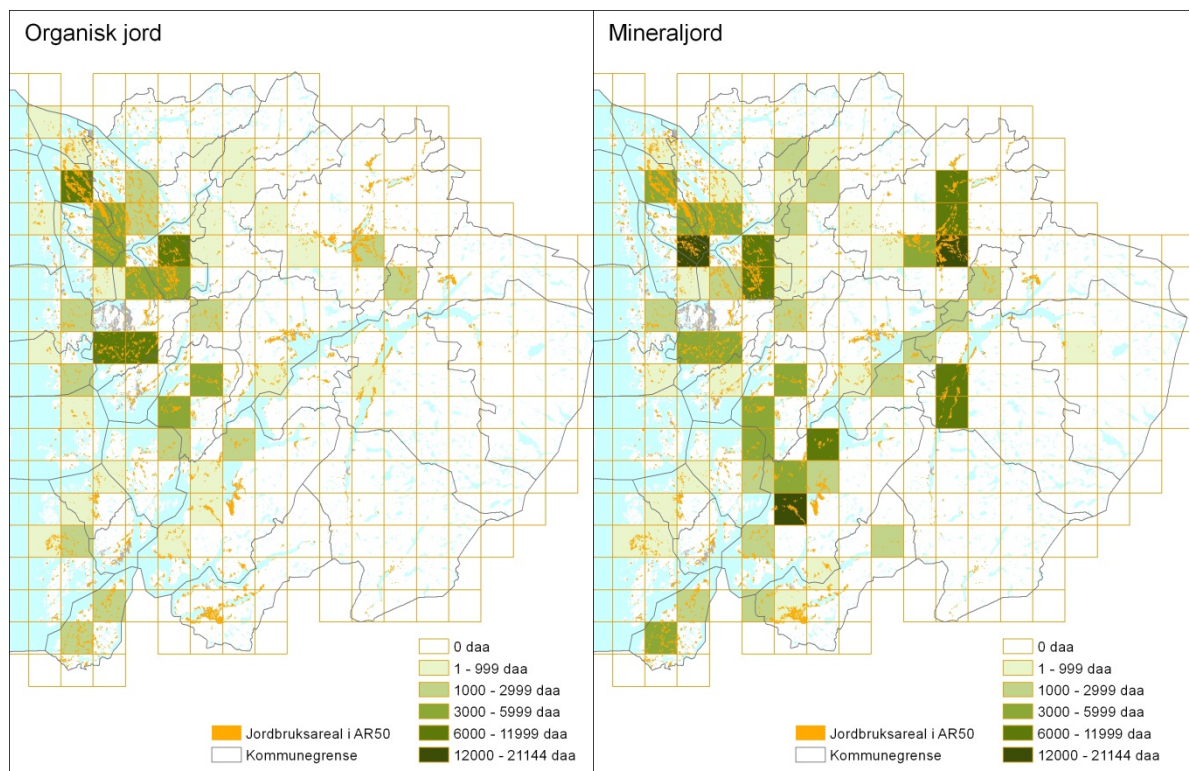 Organisk jord
0 daa
1 - 999 daa
1000 - 2999 daa
3000 - 5999 daa
Jordbruksareal i AR50
6000 - 11999 daa
Kommunegrense
12000 - 21144 daa
Mineraljord
0 daa
1 - 999 daa
1000 - 2999 daa
3000 - 5999 daa
Jordbruksareal i AR50
6000 - 11999 daa
Kommunegrense
12000 - 21144 daa